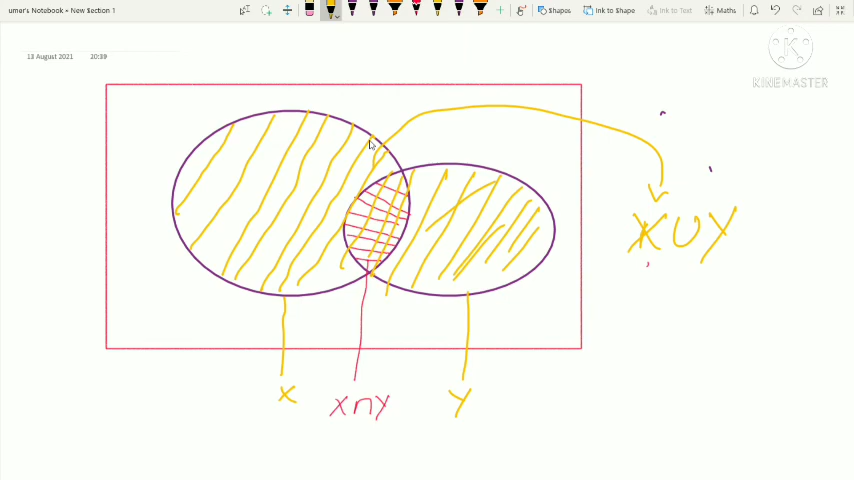 umer's Notebook » New Section 1
Shapes
Ink to Shape
Ink to Text
Maths
13 August 2021 20:39
K
KINEMASTER
X∪Y
X
X∩Y
Y